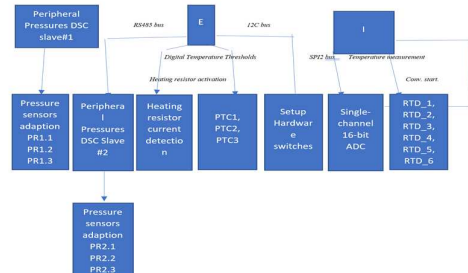 Peripheral
Pressures DSC
slave#1
E
I
RS485 bus
12C bus
Digital Temperature Thresholds
SPI2 bus
Temperature measurement
Heating resistor activation
Conv. start.
Pressure
sensors
adaption
PR1.1
PR1.2
PR1.3
Periphera
l
Pressures
DSC Slave
#2
Heating
resistor
current
detectio
n
PTC1,
PTC2,
PTC3
Setup
Hardwar
e
switches
Single-
channel
16-bit
ADC
RTD_1,
RTD_2,
RTD_3,
RTD_4,
RTD_5,
RTD_6
Pressure
sensors
adaption
PR2.1
PR2.2
PR2.3